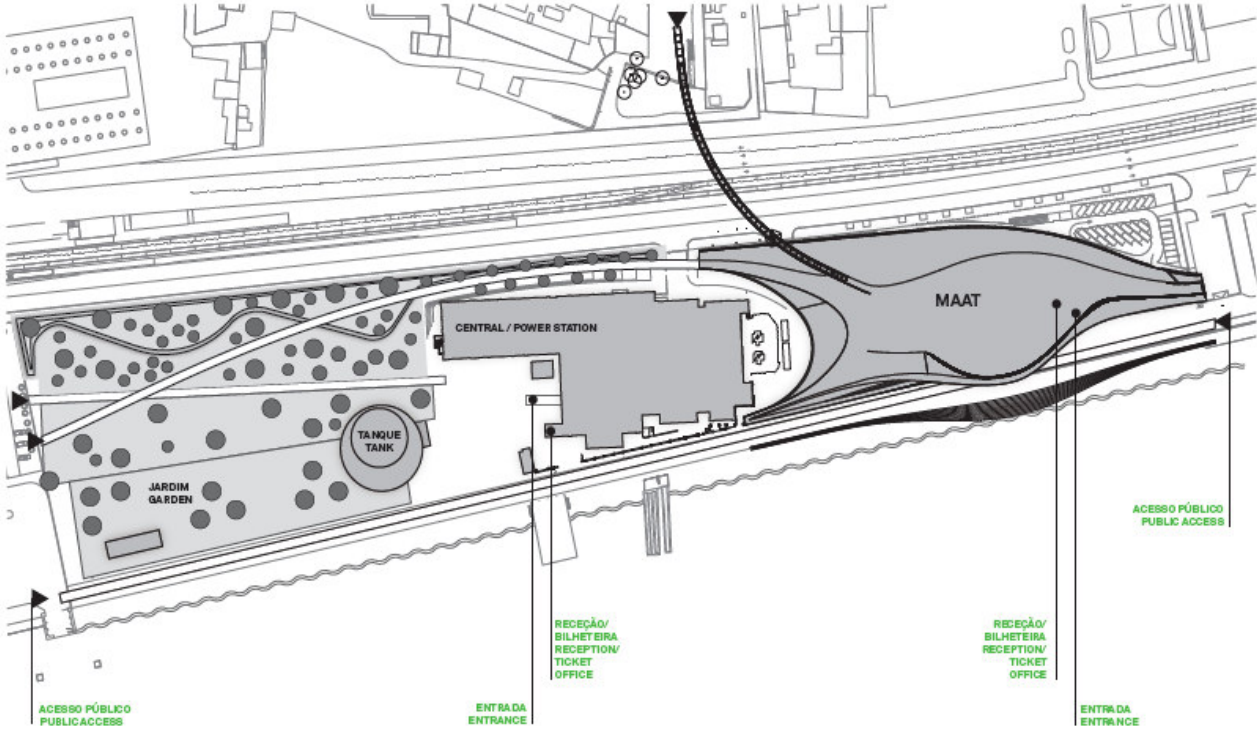 MAAT
CENTRAL / POWER STATION
TANQUE
TANK
JARDIM
GARDEN
ACESSO PÚBLICO
PUBLIC ACCESS
RECEÇÃO/
BILHETEIRA
RECEPTION/
TICKET
OFFICE
RECEÇÃO/
BILHETEIRA
RECEPTION/
TICKET
OFFICE
ACESSO PÚBLICO
PUBLIC ACCESS
ENTRADA
ENTRANCE
ENTRADA
ENTRANCE